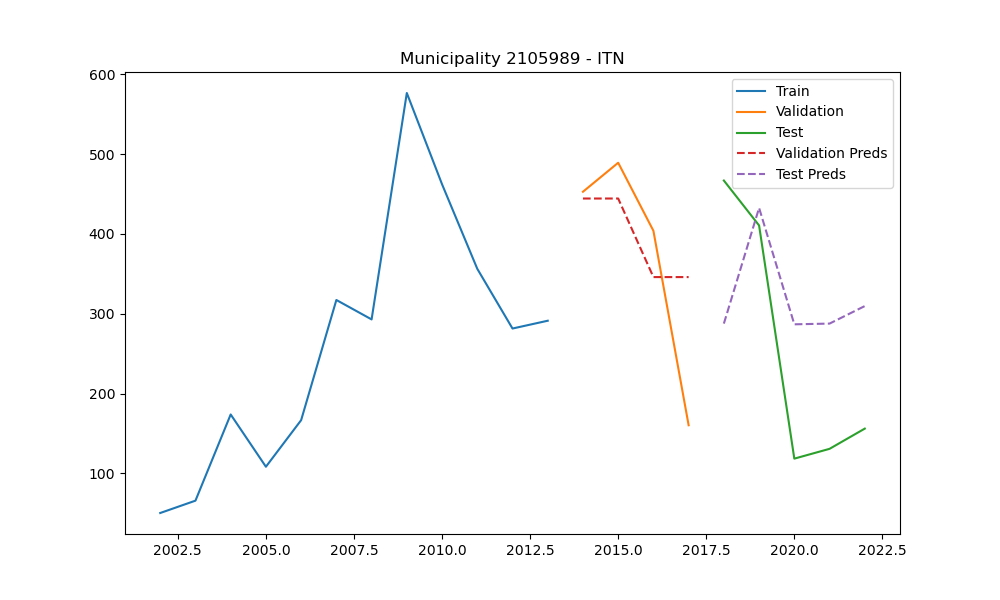 Municipality 2105989 - ITN
600
500
400
300
200
100
Train
Validation
Test
Validation Preds
Test Preds
2002.5 2005.0 2007.5 2010.0 2012.5 2015.0 2017.5 2020.0 2022.5